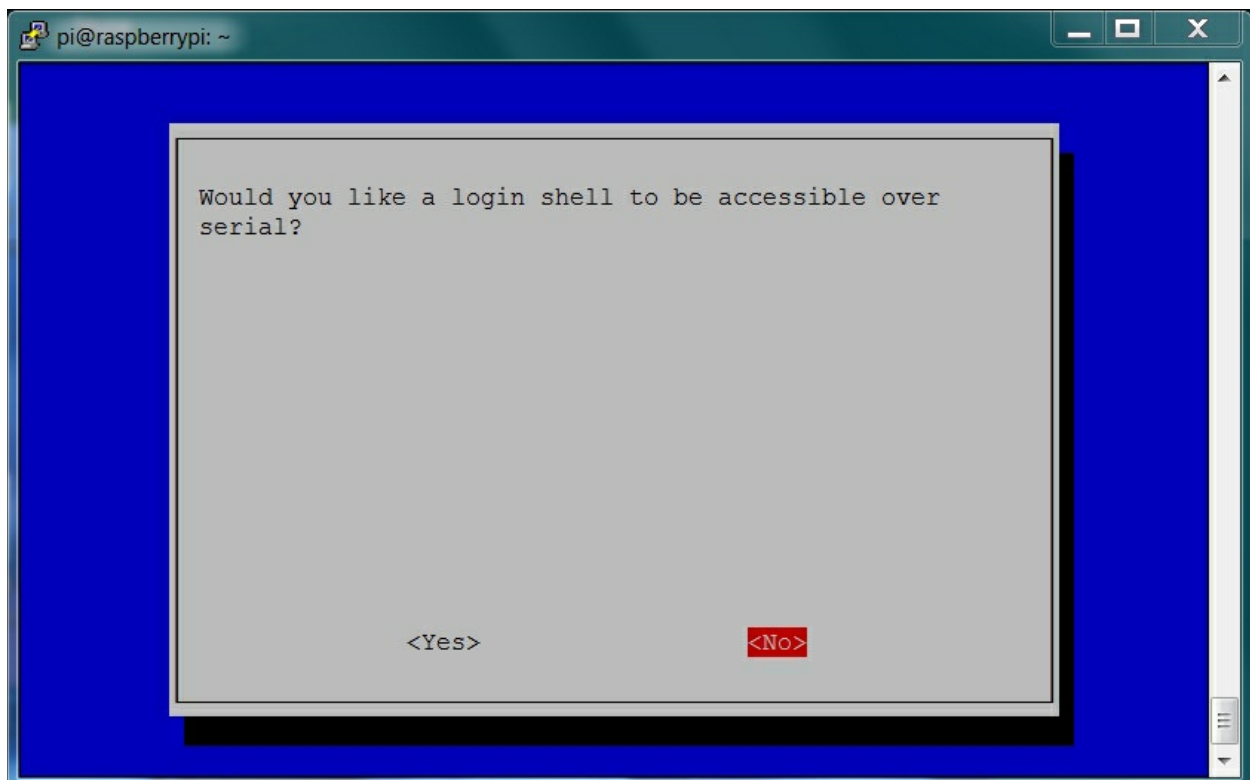 pi@raspberrypi: ~
Would you like a login shell to be accessible over
serial?
<Yes> <No>